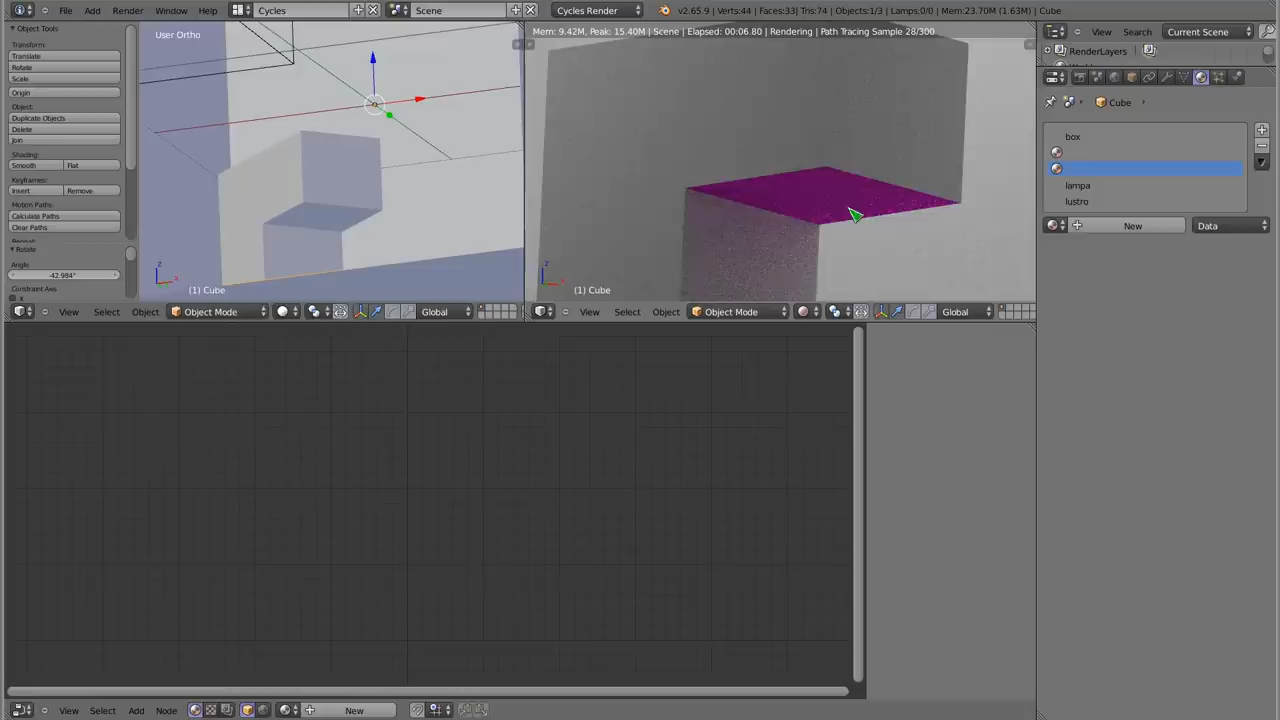 File Add Render Window Help Cycles Scene Cycles Render v2.65.9 | Verts:44 | Faces:33| Tris:74 | Objects:1/3 | Lamps:0/0 | Mem:23.70M (1.63M) | Cube
Object Tools
Transform:
Translate
Rotate
Scale
Origin
Object:
Duplicate Objects
Delete
Join
Shading:
Smooth Flat
Keyframes:
Insert Remove
Motion Paths:
Calculate Paths
Clear Paths
Rotate
Angle
-42.984°
Constraint Axis
x
User Ortho
z
x
(1) Cube
Mem: 9.42M, Peak: 15.40M | Scene | Elapsed: 00:06.80 | Rendering | Path Tracing Sample 28/300
z
(1) Cube
View Select Object Object Mode Global
View Select Object Object Mode Global
View Search Current Scene
RenderLayers
Cube
box
lampa
lustro
New Data
View Select Add Node New